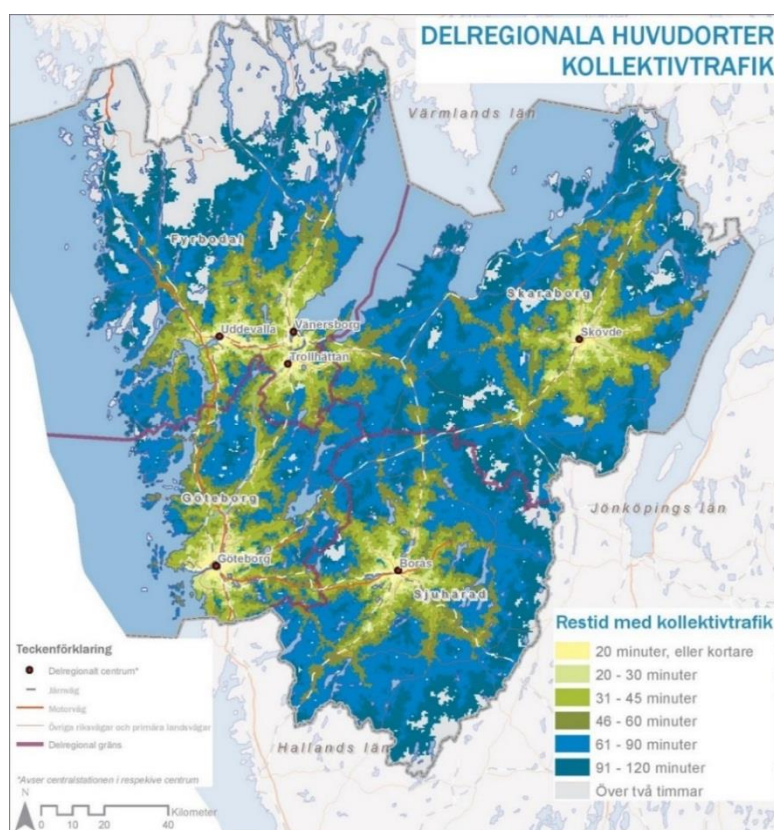 DELREGIONALA HUVUDORTER
KOLLEKTIVTRAFIK
Värmlands län
Fyrbodal
Skaraborg
Uddevalla
Vänersborg
Trollhättan
Skövde
Göteborg
Jönköpings län
Göteborg
Borås
Sjuhärad
Hallands län
Teckenförklaring
Delregionalt centrum*
Järnväg
Motorväg
Övriga riksvägar och primära länsvägar
Delregional gräns
*Avser centralstationen i respekive centrum
N
Kilometer
0 10 20 40
Restid med kollektivtrafik
20 minuter, eller kortare
20 - 30 minuter
31 - 45 minuter
46 - 60 minuter
61 - 90 minuter
91 - 120 minuter
Över två timmar